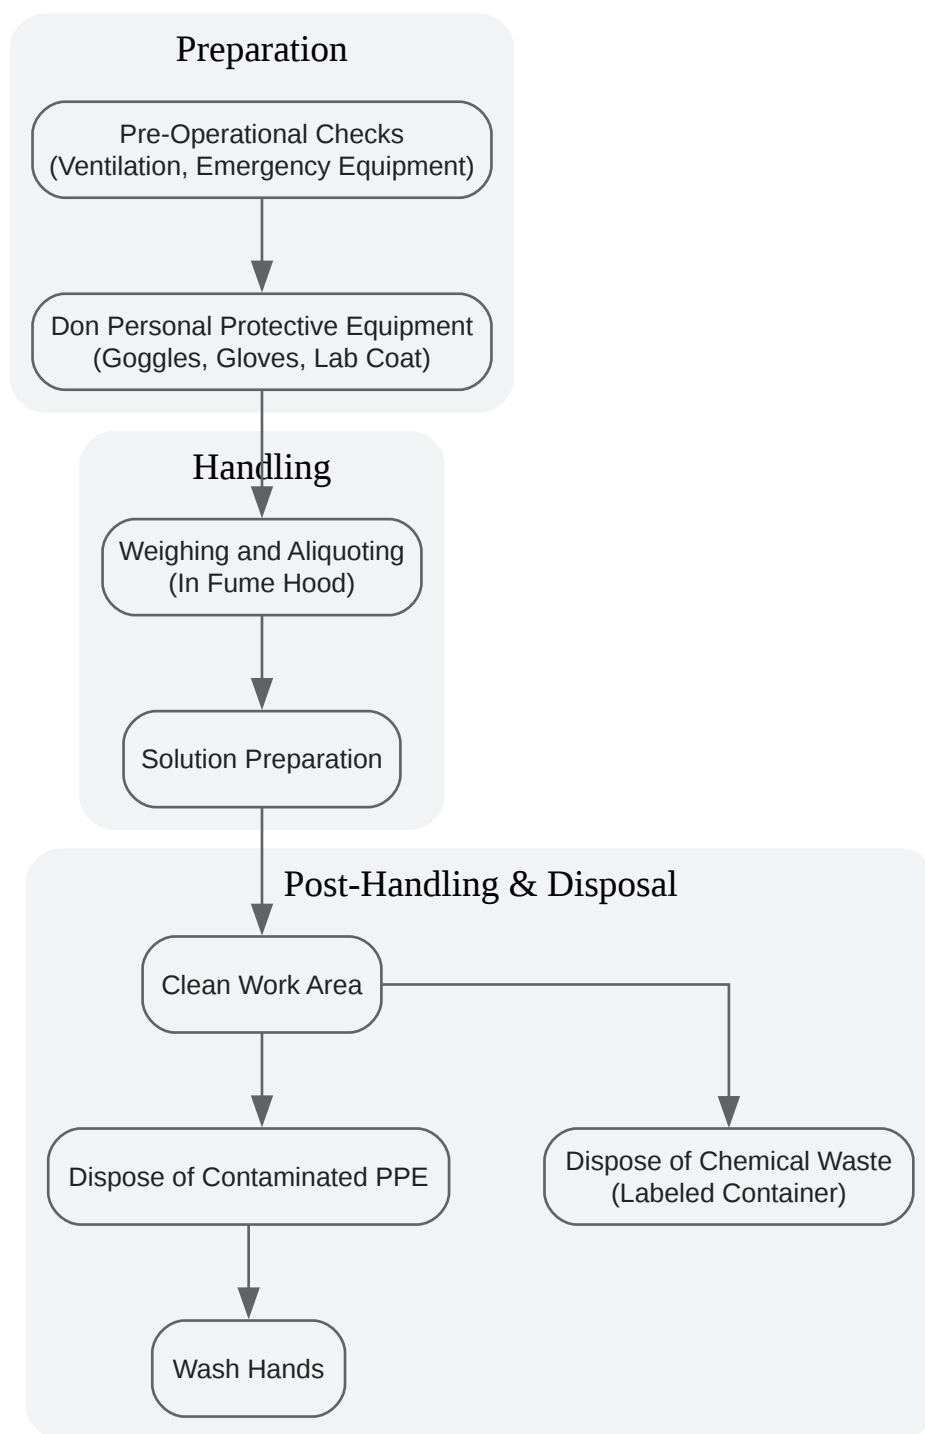 Preparation
Pre-Operational Checks
(Ventilation, Emergency Equipment)
Don Personal Protective Equipment
(Goggles, Gloves, Lab Coat)
Handling
Weighing and Aliquoting
(In Fume Hood)
Solution Preparation
Post-Handling & Disposal
Clean Work Area
Dispose of Contaminated PPE
Dispose of Chemical Waste
(Labeled Container)
Wash Hands